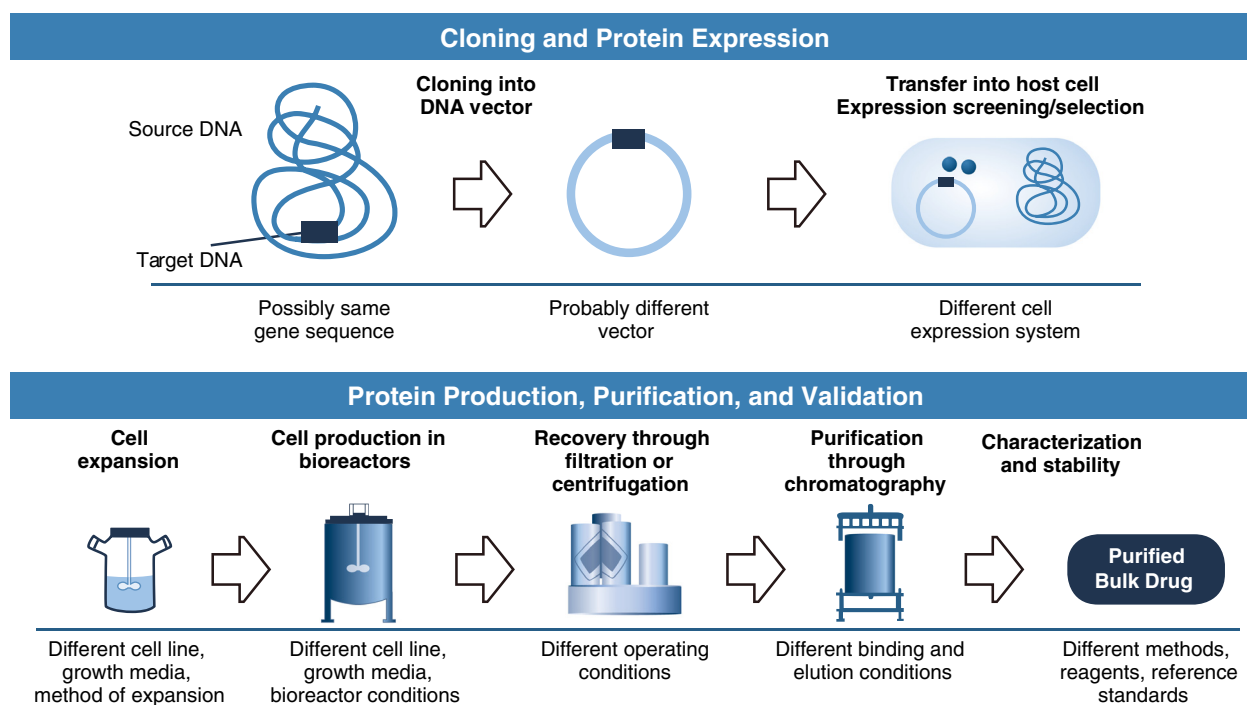 Cloning and Protein Expression
Source DNA
Target DNA
Cloning into
DNA vector
Transfer into host cell
Expression screening/selection
Possibly same
gene sequence
Probably different
vector
Different cell
expression system
Protein Production, Purification, and Validation
Cell
expansion
Cell production in
bioreactors
Recovery through
filtration or
centrifugation
Purification
through
chromatography
Characterization
and stability
Purified
Bulk Drug
Different cell line,
growth media,
method of expansion
Different cell line,
growth media,
bioreactor conditions
Different operating
conditions
Different binding and
elution conditions
Different methods,
reagents, reference
standards